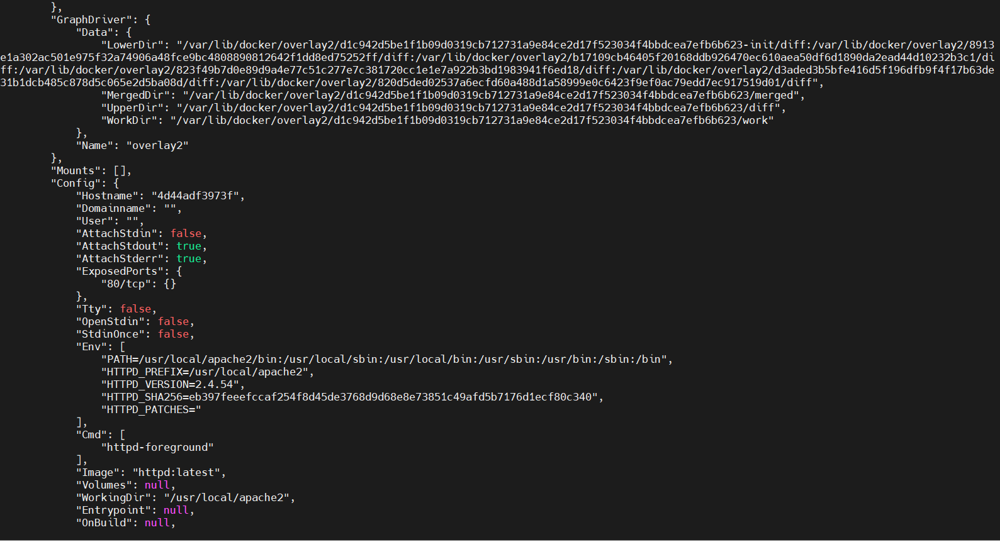 },
        "GraphDriver": {
            "Data": {
                "LowerDir": "/var/lib/docker/overlay2/d1c942d5be1f1b09d0319cb712731a9e84ce2d17f523034f4bbdcea7efb6b623-init/diff:/var/lib/docker/overlay2/8913
e1a302ac501e975f32a74906a48fce9bc4808890812642f1dd8ed75252ff/diff:/var/lib/docker/overlay2/b17109cb46405f20168ddb926470ec610aea50df6d1890da2ead44d10232b3c1/di
ff:/var/lib/docker/overlay2/823f49b7d0e89d9a4e77c51c277e7c381720cc1e1e7a922b3bd1983941f6ed18/diff:/var/lib/docker/overlay2/d3aded3b5bfe416d5f196dfb9f4f17b63de
31b1dcb485c878d5c065e2d5ba08d/diff:/var/lib/docker/overlay2/820d5ded02537a6ecfd60a488d1a58999e0c6423f9ef0ac79edd7ec917519d01/diff",
                "MergedDir": "/var/lib/docker/overlay2/d1c942d5be1f1b09d0319cb712731a9e84ce2d17f523034f4bbdcea7efb6b623/merged",
                "UpperDir": "/var/lib/docker/overlay2/d1c942d5be1f1b09d0319cb712731a9e84ce2d17f523034f4bbdcea7efb6b623/diff",
                "WorkDir": "/var/lib/docker/overlay2/d1c942d5be1f1b09d0319cb712731a9e84ce2d17f523034f4bbdcea7efb6b623/work"
            },
            "Name": "overlay2"
        },
        "Mounts": [],
        "Config": {
            "Hostname": "4d44adf3973f",
            "Domainname": "",
            "User": "",
            "AttachStdin": false,
            "AttachStdout": true,
            "AttachStderr": true,
            "ExposedPorts": {
                "80/tcp": {}
            },
            "Tty": false,
            "OpenStdin": false,
            "StdinOnce": false,
            "Env": [
                "PATH=/usr/local/apache2/bin:/usr/local/sbin:/usr/local/bin:/usr/sbin:/usr/bin:/sbin:/bin",
                "HTTPD_PREFIX=/usr/local/apache2",
                "HTTPD_VERSION=2.4.54",
                "HTTPD_SHA256=eb397feeefccaf254f8d45de3768d9d68e8e73851c49afd5b7176d1ecf80c340",
                "HTTPD_PATCHES="
            ],
            "Cmd": [
                "httpd-foreground"
            ],
            "Image": "httpd:latest",
            "Volumes": null,
            "WorkingDir": "/usr/local/apache2",
            "Entrypoint": null,
            "OnBuild": null,